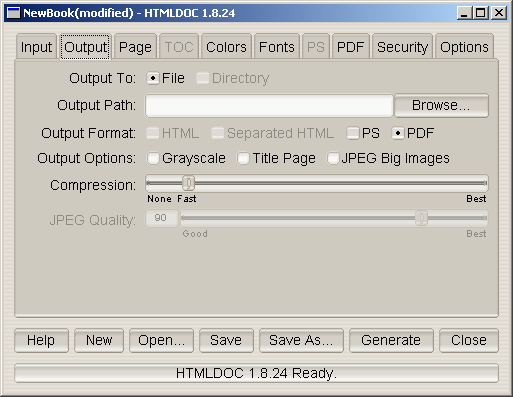 NewBook(modified) - HTMLDOC 1.8.24
Input Output Page TOC Colors Fonts PS PDF Security Options
Output To: File Directory
Output Path: Browse...
Output Format: HTML Separated HTML PS PDF
Output Options: Grayscale Title Page JPEG Big Images
Compression:
None Fast Best
JPEG Quality: 90
Good Best
Help New Open... Save Save As... Generate Close
HTMLDOC 1.8.24 Ready.